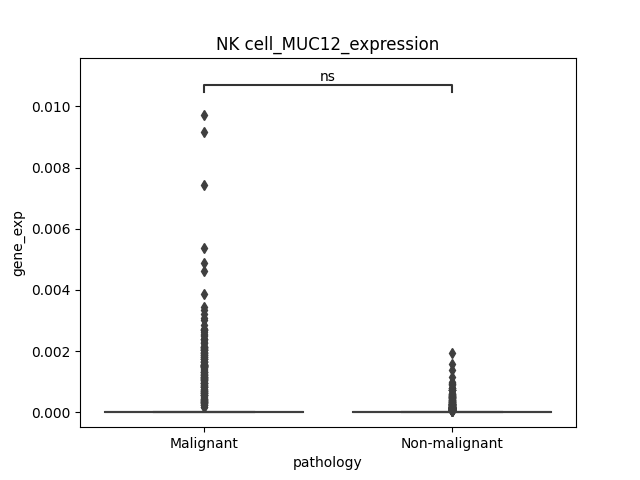 NK cell_MUC12_expression
ns
0.010
0.008
0.006
0.004
0.002
0.000
gene_exp
Malignant
Non-malignant
pathology